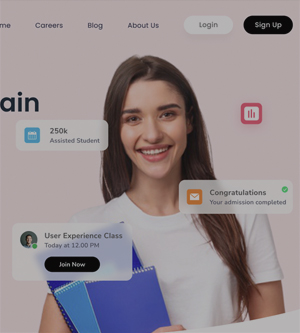 me Careers Blog About Us Login Sign Up
ain
250k
Assisted Student
Congratulations
Your admission completed
User Experience Class
Today at 12.00 PM
Join Now